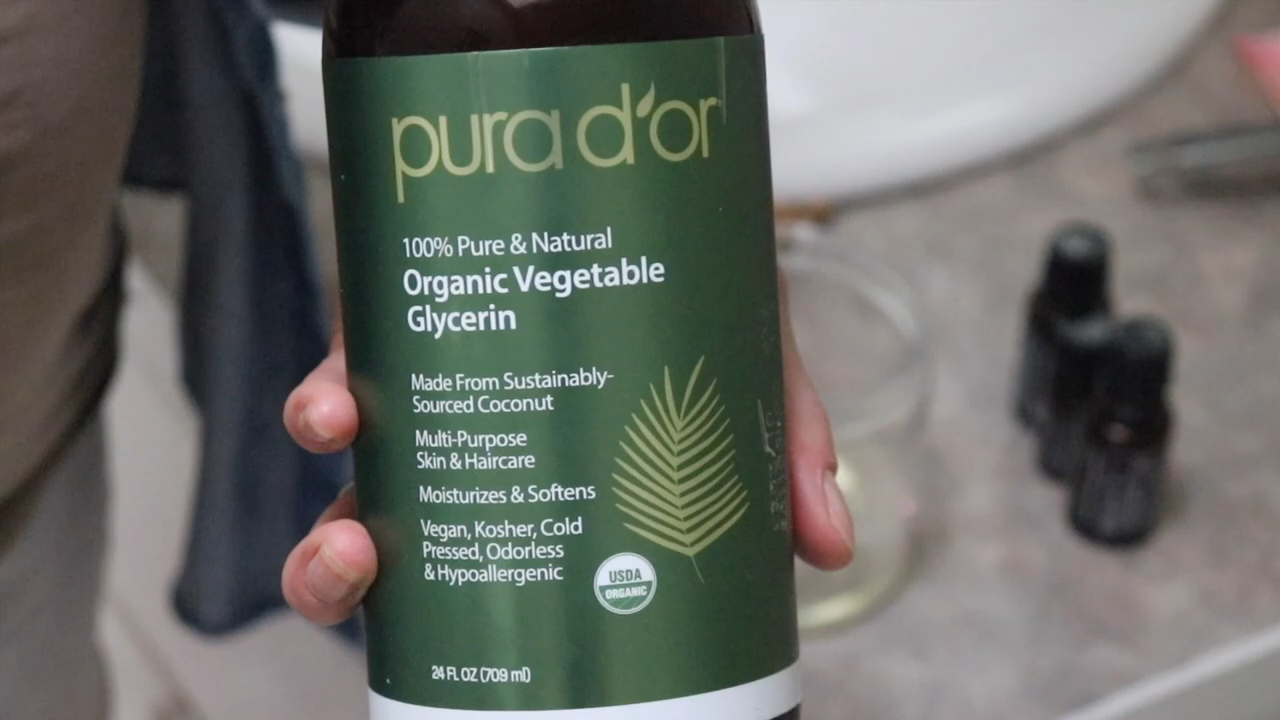 pura d'or
100% Pure & Natural
Organic Vegetable
Glycerin
Made From Sustainably-
Sourced Coconut
Multi-Purpose
Skin & Haircare
Moisturizes & Softens
Vegan, Kosher, Cold
Pressed, Odorless
& Hypoallergenic
USDA
ORGANIC
24 FL OZ (709 ml)